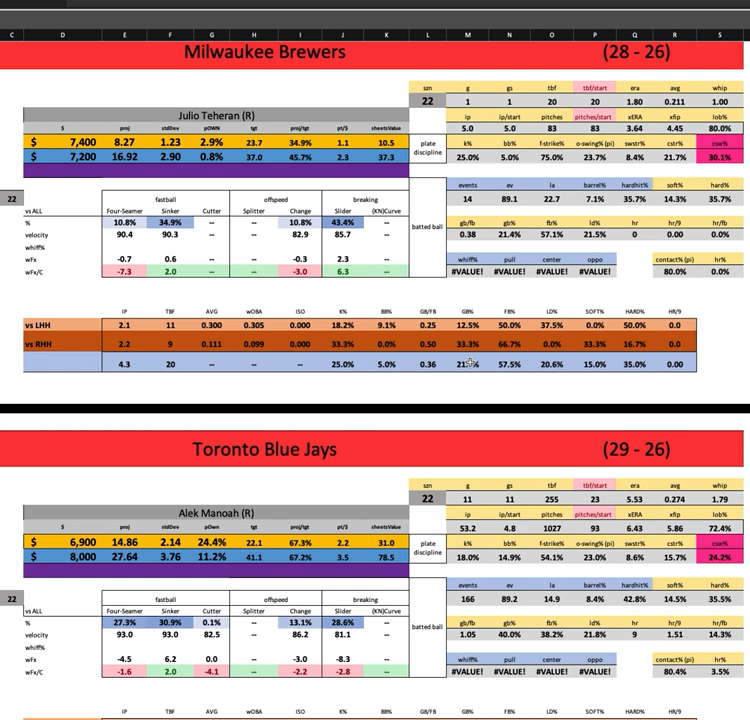 C D E F G H I J K L M N O P Q R S
Milwaukee Brewers (28 - 26)
szn g gs tbf tbf/start era avg whip
22 1 1 20 20 1.80 0.211 1.00
Julio Teheran (R) ip ip/start pitches pitches/start xERA xfip lob%
$ proj stdDev pOWN tgt proj/tgt pt/$ sheetsValue 5.0 5.0 83 83 3.64 4.45 80.0%
$ 7,400 8.27 1.23 2.9% 23.7 34.9% 1.1 10.5 plate discipline k% bb% f-strike% o-swing% (pi) swstr% cstr% csw%
$ 7,200 16.92 2.90 0.8% 37.0 45.7% 2.3 37.3 25.0% 5.0% 75.0% 23.7% 8.4% 21.7% 30.1%
events ev la barrel% hardhit% soft% hard%
22 fastball offspeed breaking 14 89.1 22.7 7.1% 35.7% 14.3% 35.7%
vs ALL Four-Seamer Sinker Cutter Splitter Change Slider (KN)Curve
% 10.8% 34.9% -- -- 10.8% 43.4% -- batted ball gb/fb gb% fb% ld% hr hr/9 hr/fb
velocity 90.4 90.3 -- -- 82.9 85.7 -- 0.38 21.4% 57.1% 21.5% 0 0.00 0.0%
whiff%
wFx -0.7 0.6 -- -- -0.3 2.3 -- whiff% pull center oppo contact% (pi) hr%
wFx/C -7.3 2.0 -- -- -3.0 6.3 -- #VALUE! #VALUE! #VALUE! #VALUE! 80.0% 0.0%
IP TBF AVG wOBA ISO K% BB% GB/FB GB% FB% LD% SOFT% HARD% HR/9
vs LHH 2.1 11 0.300 0.305 0.000 18.2% 9.1% 0.25 12.5% 50.0% 37.5% 0.0% 50.0% 0.0
vs RHH 2.2 9 0.111 0.099 0.000 33.3% 0.0% 0.50 33.3% 66.7% 0.0% 33.3% 16.7% 0.0
4.3 20 -- -- -- 25.0% 5.0% 0.36 57.5% 20.6% 15.0% 35.0% 0.00
Toronto Blue Jays (29 - 26)
szn g gs tbf tbf/start era avg whip
22 11 11 255 23 5.53 0.274 1.79
Alek Manoah (R) ip ip/start pitches pitches/start xERA xfip lob%
$ proj stdDev pOwn tgt proj/tgt pt/$ sheetsValue 53.2 4.8 1027 93 6.43 5.86 72.4%
$ 6,900 14.86 2.14 24.4% 22.1 67.3% 2.2 31.0 plate discipline k% bb% f-strike% o-swing% (pi) swstr% cstr% csw%
$ 8,000 27.64 3.76 11.2% 41.1 67.2% 3.5 78.5 18.0% 14.9% 54.1% 23.0% 8.6% 15.7% 24.2%
events ev la barrel% hardhit% soft% hard%
22 fastball offspeed breaking 166 89.2 14.9 8.4% 42.8% 14.5% 35.5%
vs ALL Four-Seamer Sinker Cutter Splitter Change Slider (KN)Curve
% 27.3% 30.9% 0.1% -- 13.1% 28.6% -- batted ball gb/fb gb% fb% ld% hr hr/9 hr/fb
velocity 93.0 93.0 82.5 -- 86.2 81.1 -- 1.05 40.0% 38.2% 21.8% 9 1.51 14.3%
whiff%
wFx -4.5 6.2 0.0 -- -3.0 -8.3 -- whiff% pull center oppo contact% (pi) hr%
wFx/C -1.6 2.0 -4.1 -- -2.2 -2.8 -- #VALUE! #VALUE! #VALUE! #VALUE! 80.4% 3.5%
IP TBF AVG wOBA ISO K% BB% GB/FB GB% FB% LD% SOFT% HARD% HR/9